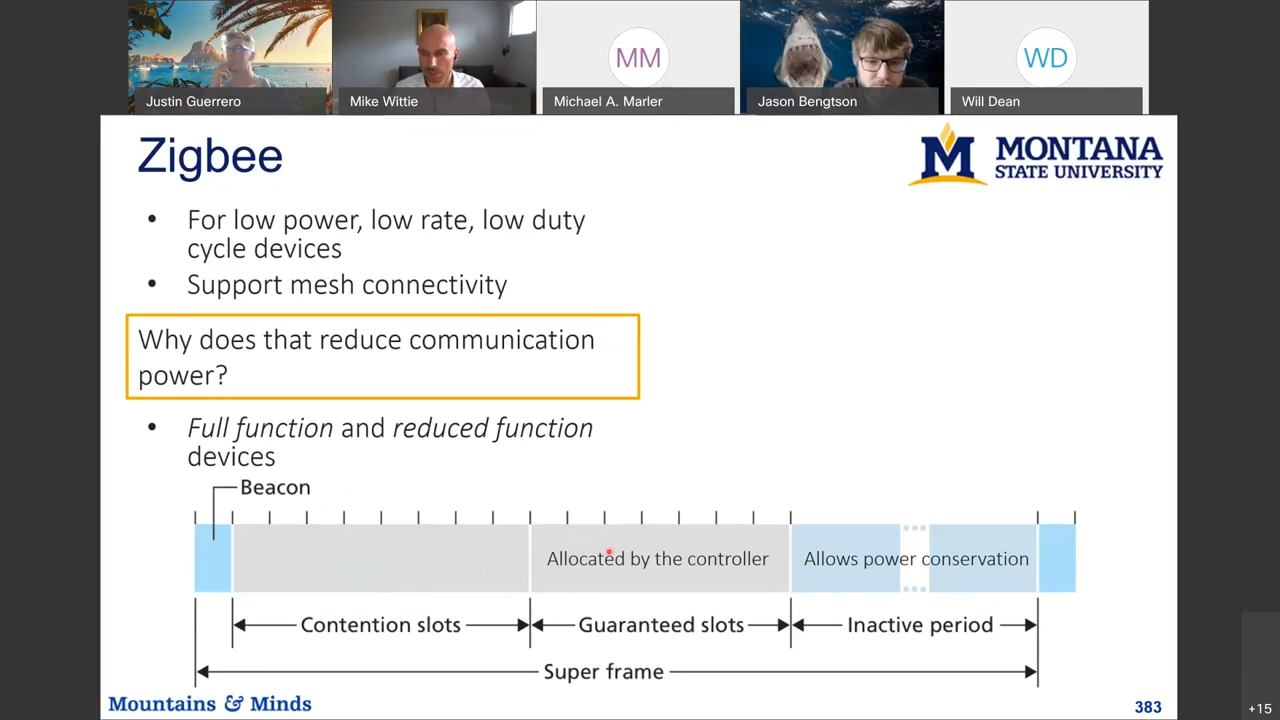 MM
WD
Justin Guerrero
Mike Wittie
Michael A. Marler
Jason Bengtson
Will Dean
Zigbee
M MONTANA
STATE UNIVERSITY
• For low power, low rate, low duty
cycle devices
• Support mesh connectivity
Why does that reduce communication
power?
• Full function and reduced function
devices
Beacon
Allocated by the controller
Allows power conservation
Contention slots
Guaranteed slots
Inactive period
Super frame
Mountains & Minds
383
+15